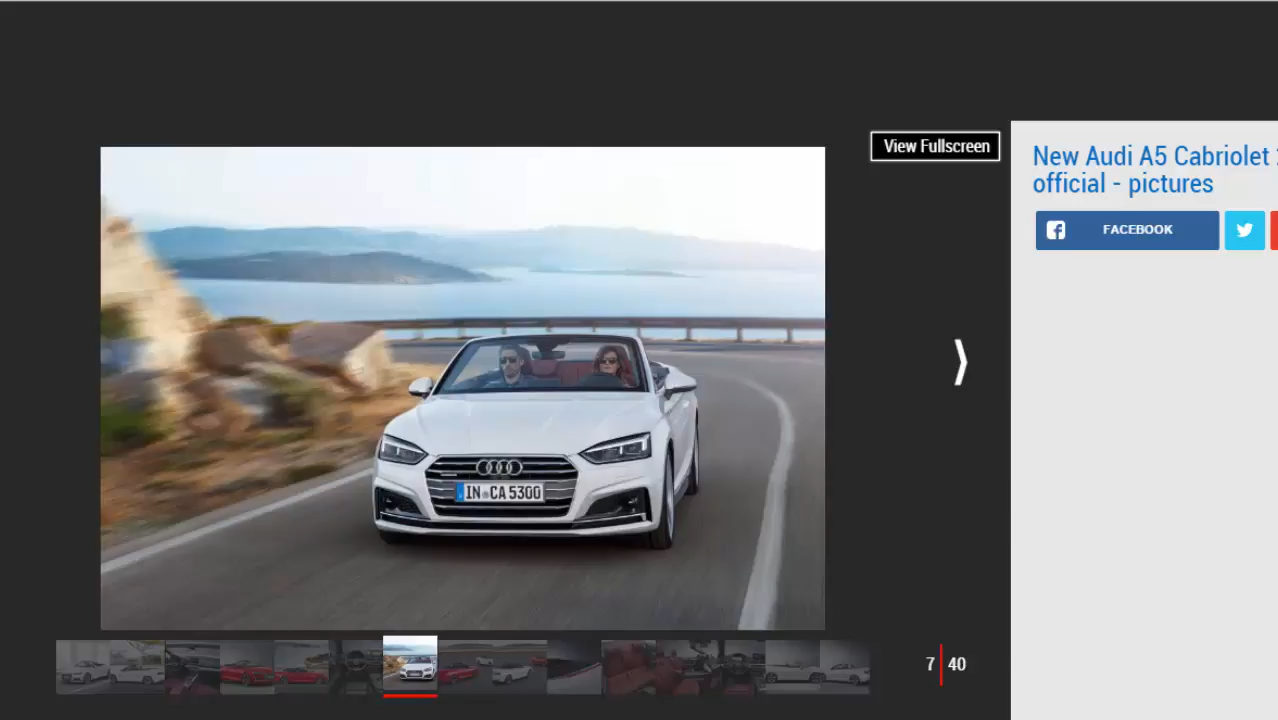 View Fullscreen
New Audi A5 Cabriolet
official - pictures
FACEBOOK
IN CA 5300
7 40